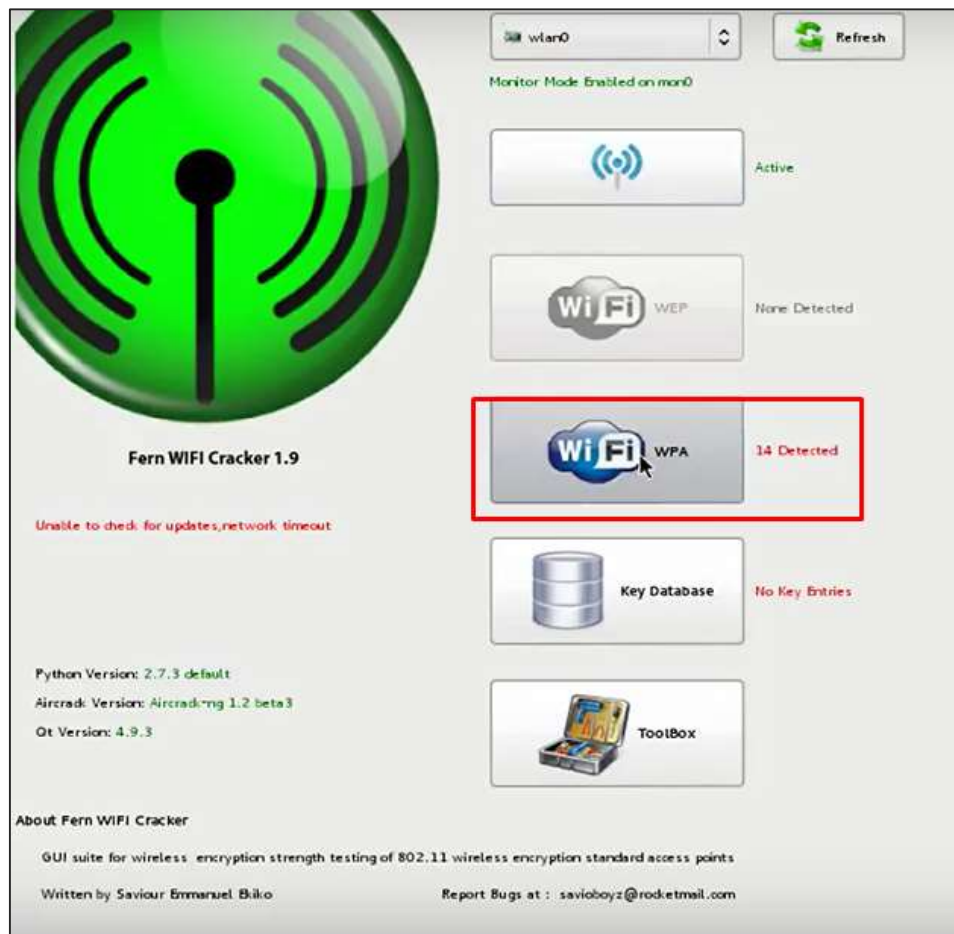 wlan0
Refresh
Monitor Mode Enabled on mon0
Active
WiFi WEP
None Detected
WiFi WPA
14 Detected
Fern WIFI Cracker 1.9
Unable to check for updates,network timeout
Key Database
No Key Entries
Python Version: 2.7.3 default
Aircrack Version: Aircrack-ng 1.2 beta3
Qt Version: 4.9.3
ToolBox
About Fern WIFI Cracker
GUI suite for wireless encryption strength testing of 802.11 wireless encryption standard access points
Written by Saviour Emmanuel Ekiko
Report Bugs at : savioboyz@rocketmail.com